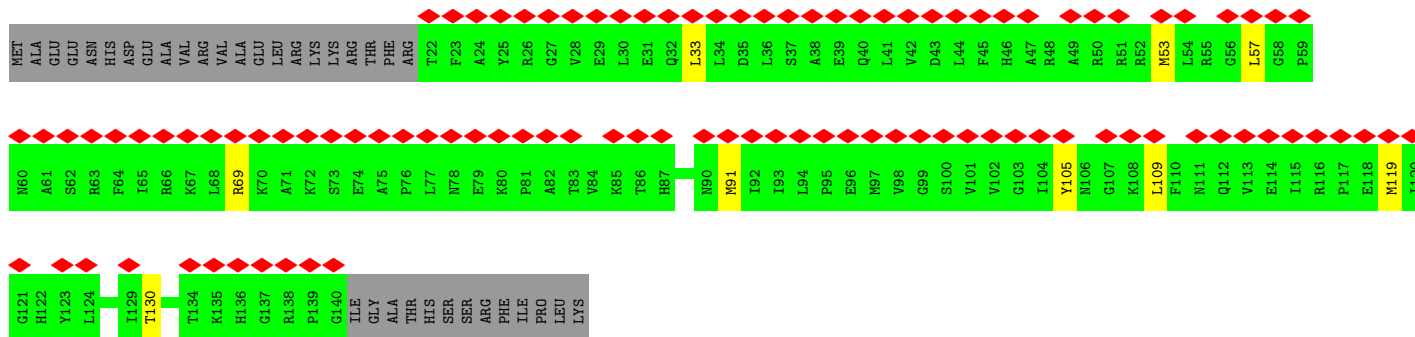 MET ALA GLU GLU ASN HIS ASP GLU ALA VAL ARG VAL ALA GLU LEU ARG LYS LYS ARG THR PHE ARG T22 F23 A24 Y25 R26 G27 V28 E29 L30 E31 Q32 L33 L34 D35 L36 S37 A38 E39 Q40 L41 V42 D43 L44 F45 H46 A47 R48 A49 R50 R51 R52 M53 L54 R55 G56 L57 G58 P59
N60 A61 S62 R63 F64 I65 R66 K67 L68 R69 K70 A71 K72 S73 E74 A75 P76 L77 N78 E79 K80 P81 A82 T83 V84 K85 T86 H87 N90 M91 I92 I93 L94 P95 E96 M97 V98 G99 S100 V101 V102 G103 I104 Y105 N106 G107 K108 L109 F110 N111 Q112 V113 E114 I115 R116 P117 E118 M119 I120
G121 H122 Y123 L124 I129 T130 T134 K135 H136 G137 R138 P139 G140 ILE GLY ALA THR HIS SER SER ARG PHE ILE PRO LEU LYS